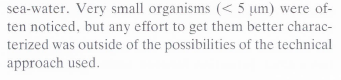 sea-water. Very small organisms (< 5 um) were of-
ten noticed, but any effort to get them better charac-
terized was outside of the possibilities of the technical
approach used.